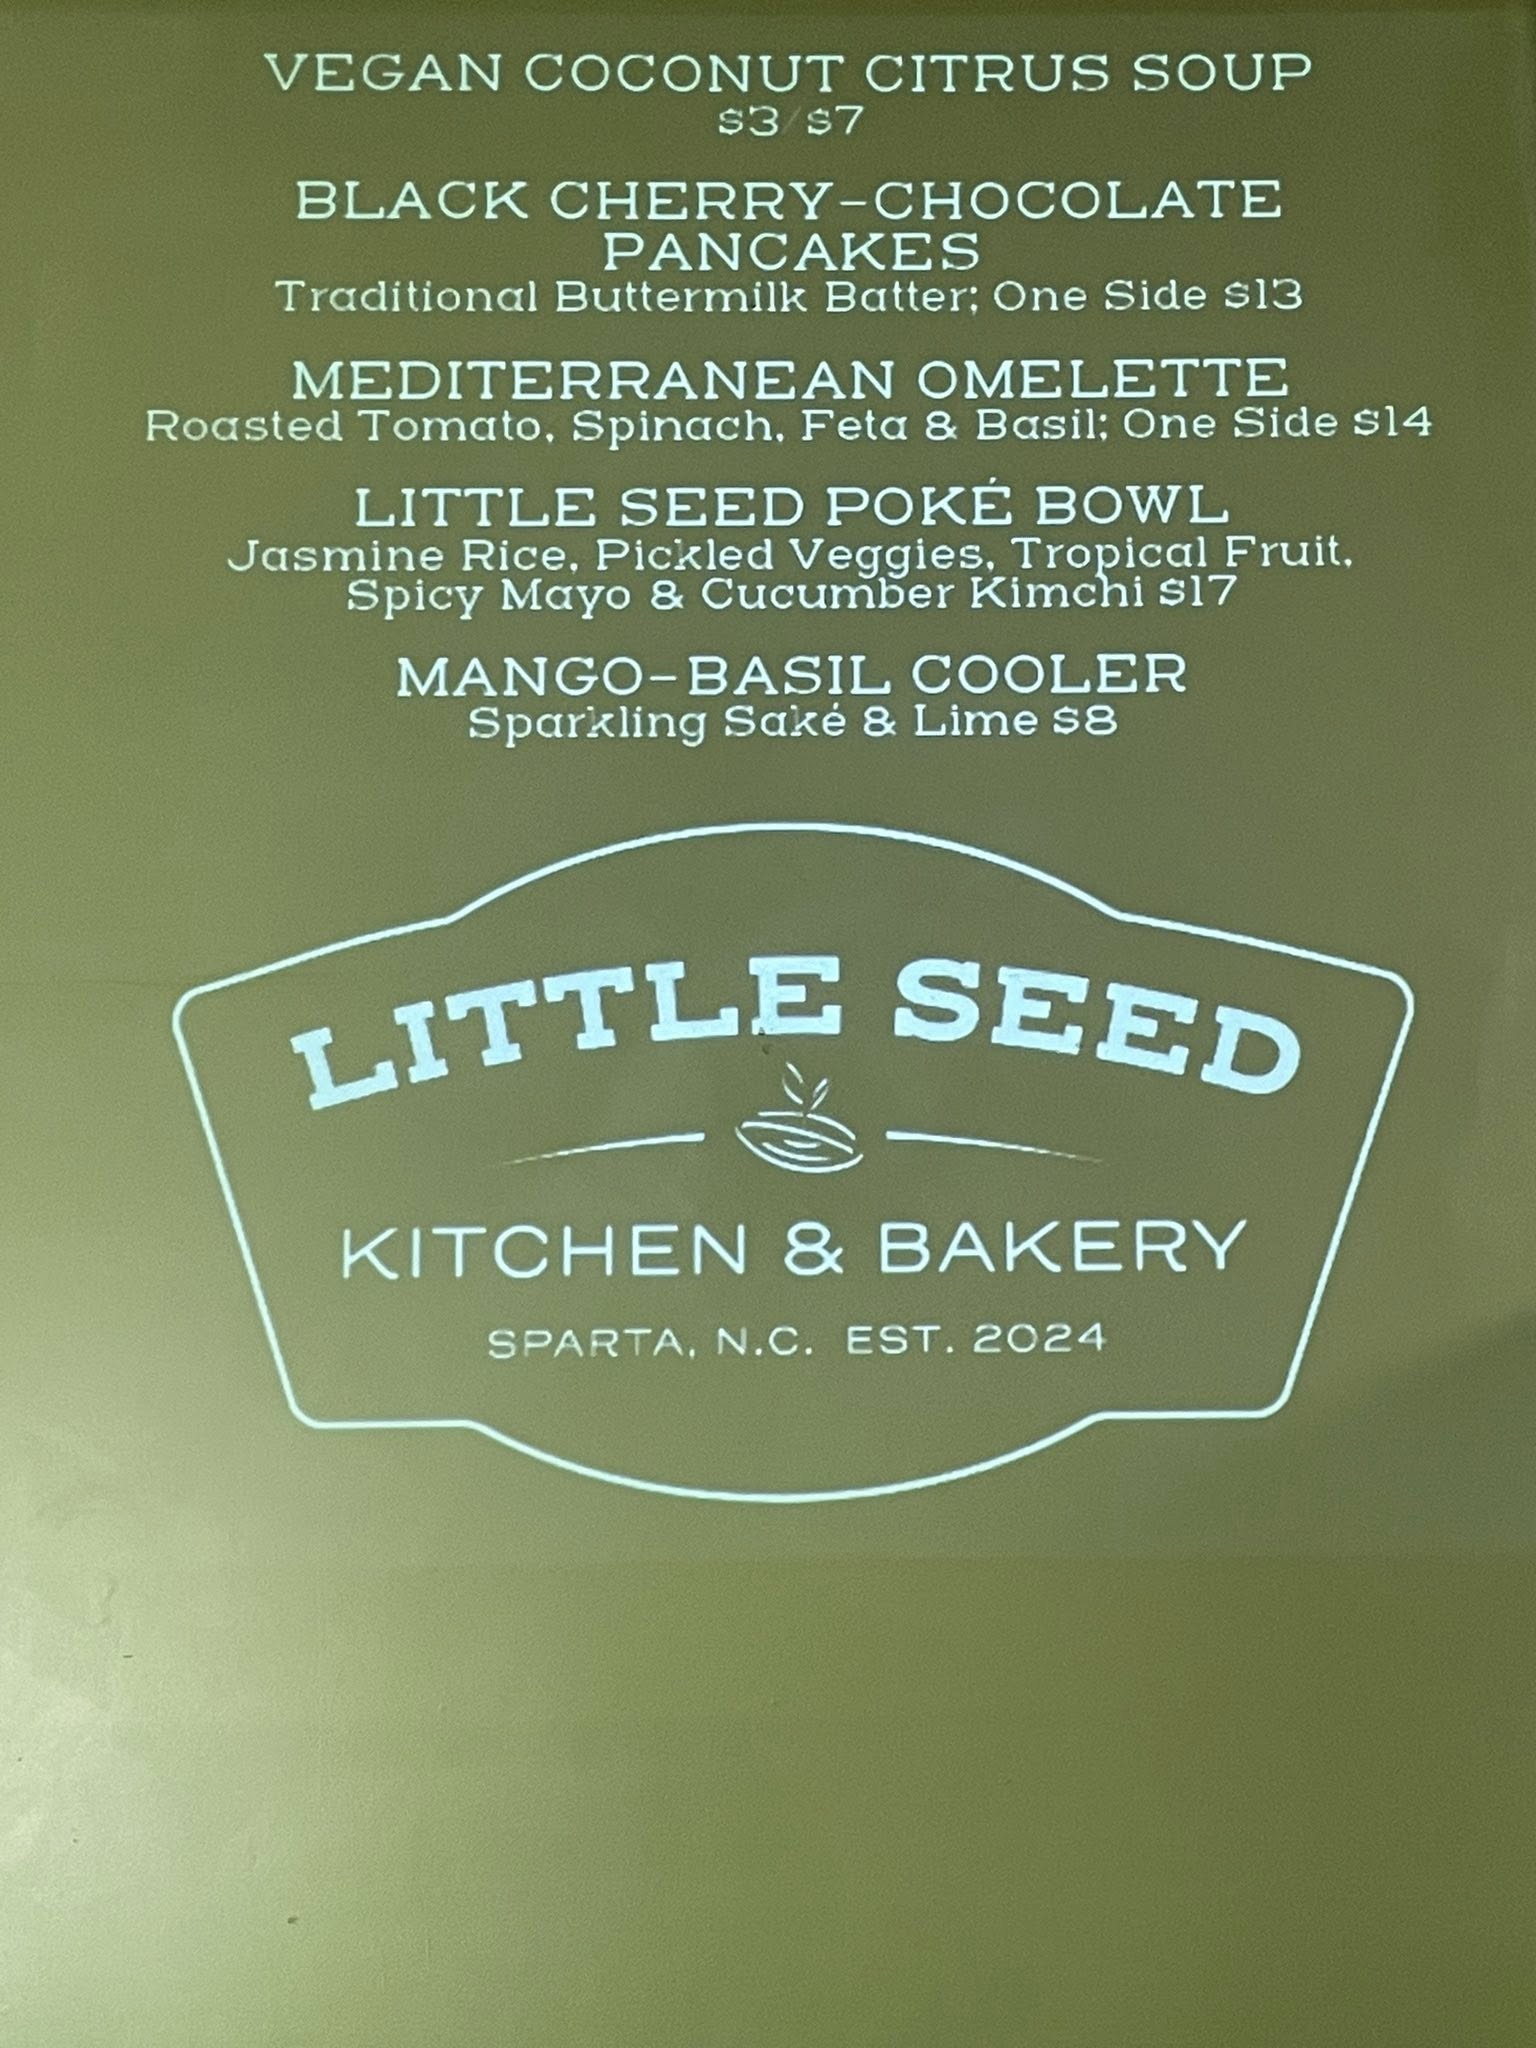 VEGAN COCONUT CITRUS SOUP
$3/$7
BLACK CHERRY-CHOCOLATE
PANCAKES
Traditional Buttermilk Batter; One Side $13
MEDITERRANEAN OMELETTE
Roasted Tomato, Spinach, Feta & Basil; One Side $14
LITTLE SEED POKÉ BOWL
Jasmine Rice, Pickled Veggies, Tropical Fruit,
Spicy Mayo & Cucumber Kimchi $17
MANGO-BASIL COOLER
Sparkling Saké & Lime $8
LITTLE SEED
KITCHEN & BAKERY
SPARTA, N.C. EST. 2024